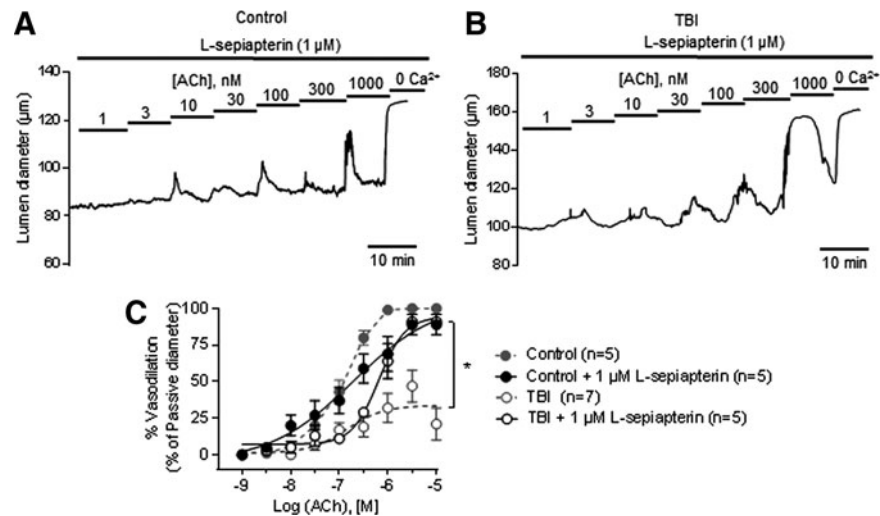 A
Control
L-sepiapterin (1 µM)
[ACh], nM
1
3
10
30
100
300
1000
0 Ca²⁺
Lumen diameter (µm)
140
120
100
80
60
10 min
B
TBI
L-sepiapterin (1 µM)
[ACh], nM
1
3
10
30
100
300
1000
0 Ca²⁺
Lumen diameter (µm)
180
160
140
120
100
80
10 min
C
% Vasodilation
(% of Passive diameter)
100
75
50
25
0
-9
-8
-7
-6
-5
Log (ACh), [M]
*
Control (n=5)
Control + 1 µM L-sepiapterin (n=5)
TBI (n=7)
TBI + 1 µM L-sepiapterin (n=5)